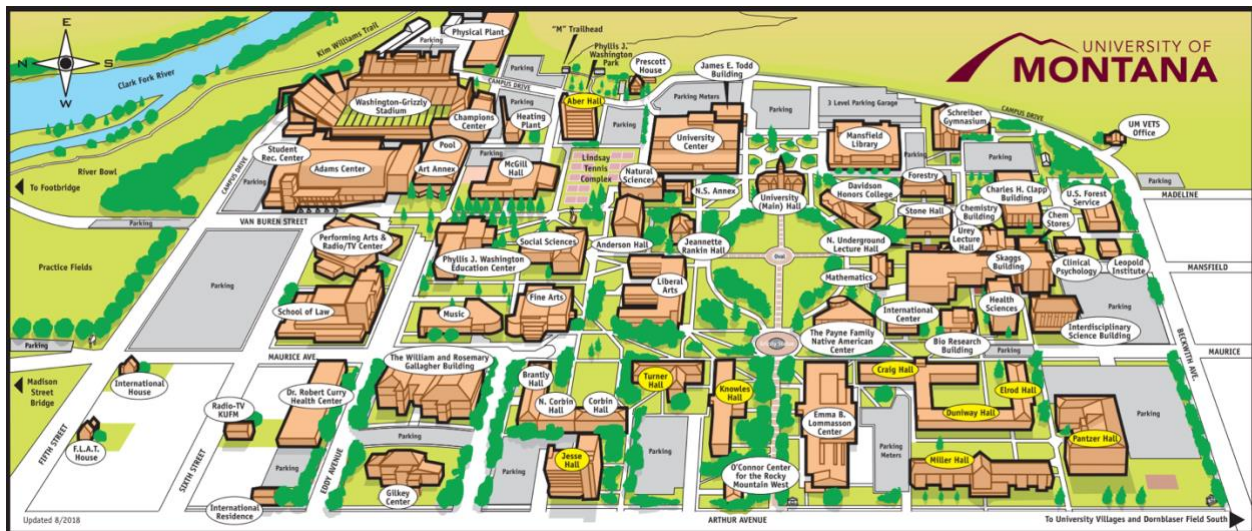 E
N
S
W
Kim Williams Trail
Clark Fork River
River Bowl
To Footbridge
Parking
Practice Fields
Physical Plant
Parking
"M" Trailhead
Phyllis J.
Washington
Park
Prescott
House
James E. Todd
Building
UNIVERSITY OF
MONTANA
CAMPUS DRIVE
Parking
Parking
Aber Hall
Parking Meters
Parking
3 Level Parking Garage
Schreiber
Gymnasium
CAMPUS DRIVE
UM VETS
Office
Washington-Grizzly
Stadium
Champions
Center
Heating
Plant
Parking
University
Center
Mansfield
Library
Parking
Parking
Student
Rec. Center
Adams Center
Pool
Art Annex
Parking
McGill
Hall
Lindsay
Tennis
Complex
Natural
Sciences
N.S. Annex
University
(Main) Hall
Davidson
Honors College
Forestry
Charles H. Clapp
Building
U.S. Forest
Service
Parking
MADELINE
CAMPUS DRIVE
Parking
VAN BUREN STREET
Stone Hall
Chemistry
Building
Chem
Stores
Performing Arts &
Radio/TV Center
Phyllis J. Washington
Education Center
Social Sciences
Anderson Hall
Jeannette
Rankin Hall
N. Underground
Lecture Hall
Urey
Lecture
Hall
Oval
Skaggs
Building
Clinical
Psychology
Leopold
Institute
MANSFIELD
Mathematics
Parking
School of Law
Music
Fine Arts
Liberal
Arts
International
Center
Health
Sciences
Parking
Interdisciplinary
Science Building
The Payne Family
Native American
Center
Bio Research
Building
Parking
BECKWITH AVE.
MAURICE
Parking
MAURICE AVE.
Madison
Street
Bridge
International
House
Dr. Robert Curry
Health Center
The William and Rosemary
Gallagher Building
Brantly
Hall
N. Corbin
Hall
Corbin
Hall
Turner
Hall
Knowles
Hall
Craig Hall
Elrod Hall
Duniway Hall
Emma B.
Lommasson
Center
Pantzer Hall
Parking
Radio-TV
KUFM
F.L.A.T.
House
FIFTH STREET
SIXTH STREET
Parking
Parking
Jesse
Hall
Parking
Parking
Parking
Meters
Miller Hall
EDDY AVENUE
Gilkey
Center
O'Connor Center
for the Rocky
Mountain West
International
Residence
Updated 8/2018
ARTHUR AVENUE
To University Villages and Dornblaser Field South